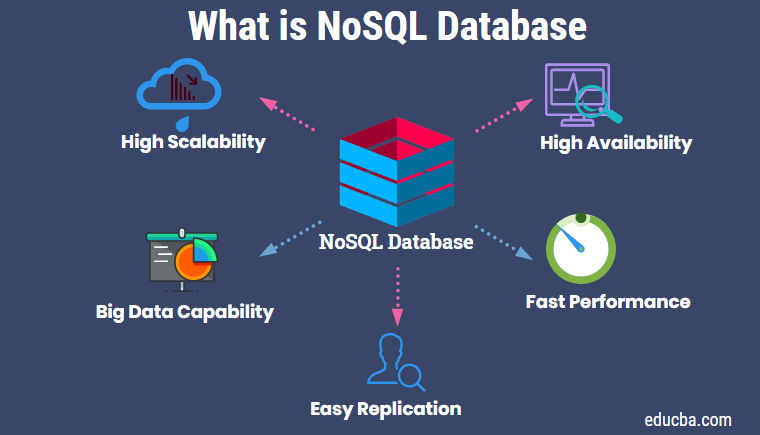 What is NoSQL Database
High Scalability
High Availability
NoSQL Database
Big Data Capability
Fast Performance
Easy Replication
educba.com